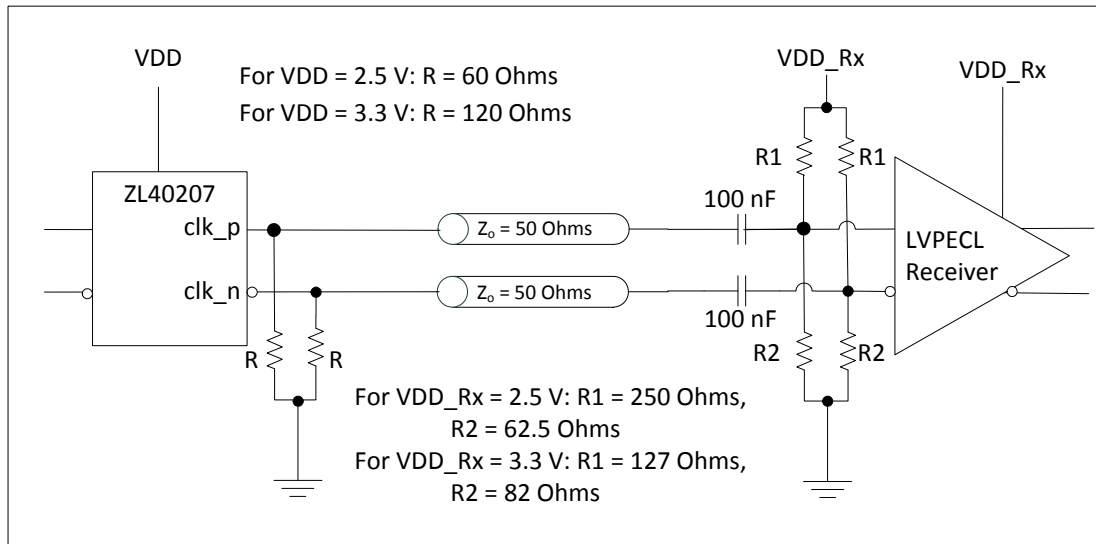 VDD
For VDD = 2.5 V: R = 60 Ohms
For VDD = 3.3 V: R = 120 Ohms
VDD_Rx
VDD_Rx
ZL40207
clk_p
clk_n
R1
R1
100 nF
Zo = 50 Ohms
Zo = 50 Ohms
LVPECL
Receiver
100 nF
R
R
R2
R2
For VDD_Rx = 2.5 V: R1 = 250 Ohms,
R2 = 62.5 Ohms
For VDD_Rx = 3.3 V: R1 = 127 Ohms,
R2 = 82 Ohms